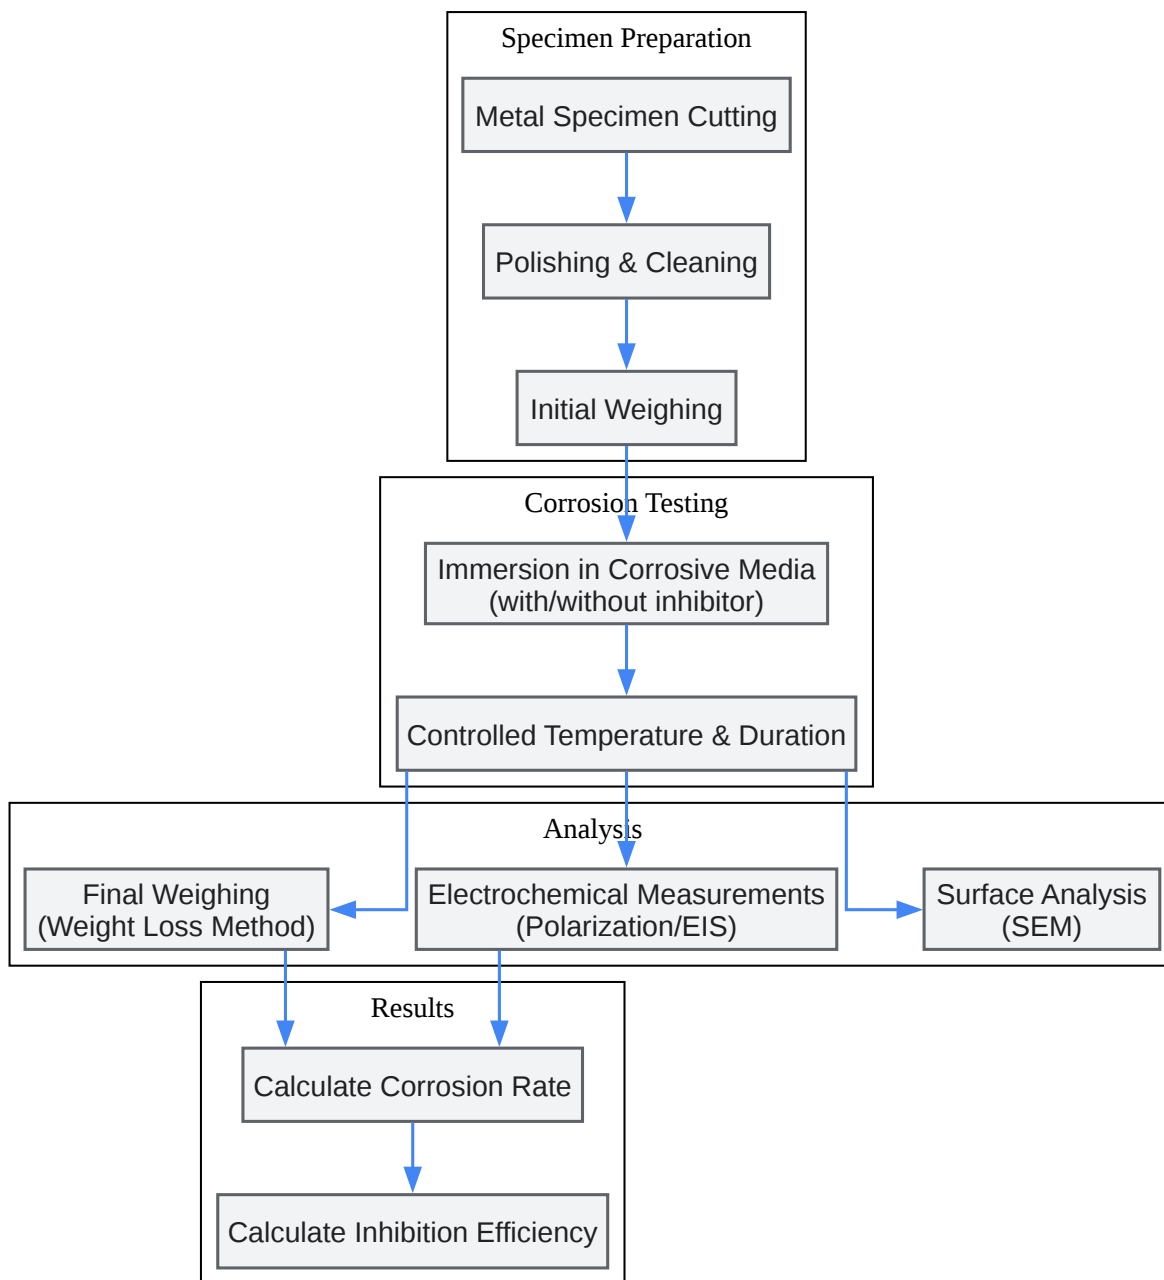 Specimen Preparation
Metal Specimen Cutting
Polishing & Cleaning
Initial Weighing
Corrosion Testing
Immersion in Corrosive Media
(with/without inhibitor)
Controlled Temperature & Duration
Analysis
Final Weighing
(Weight Loss Method)
Electrochemical Measurements
(Polarization/EIS)
Surface Analysis
(SEM)
Results
Calculate Corrosion Rate
Calculate Inhibition Efficiency